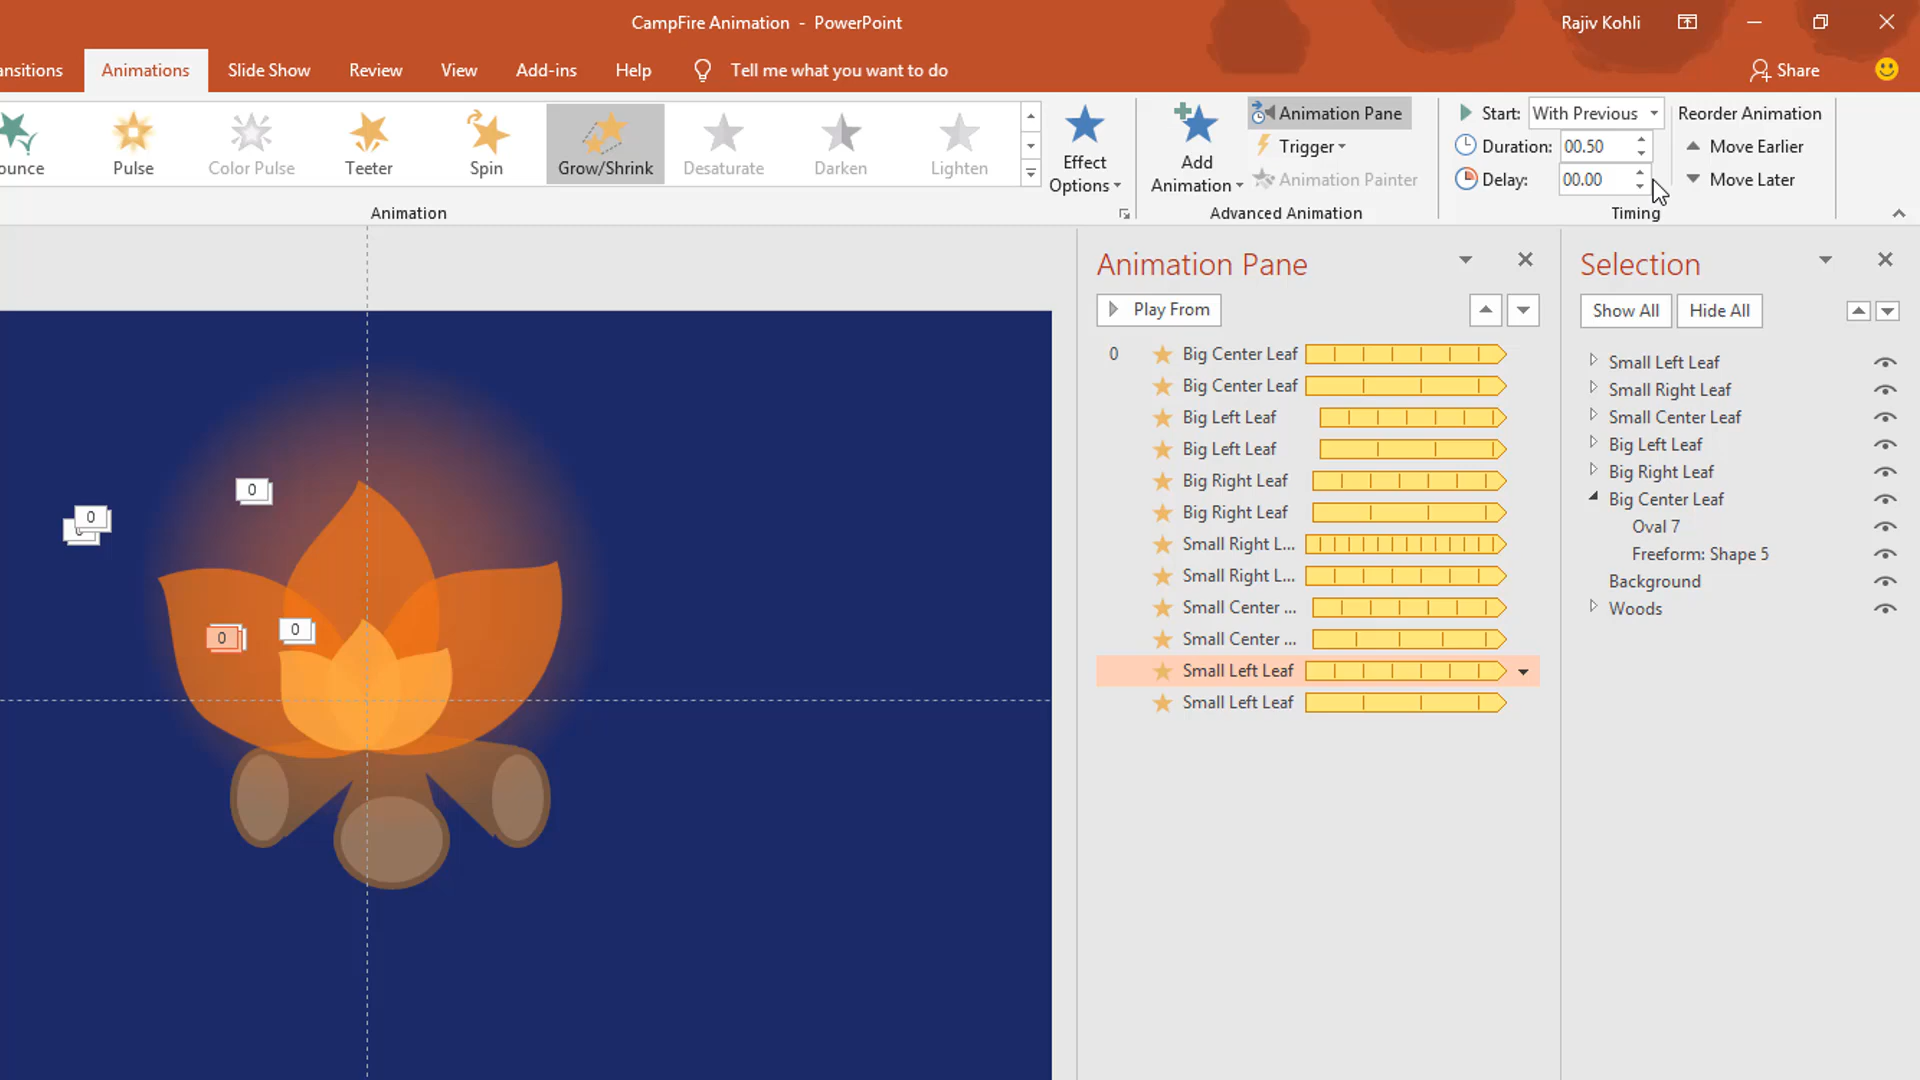 CampFire Animation - PowerPoint
Rajiv Kohli
ansitions Animations Slide Show Review View Add-ins Help Tell me what you want to do
Share
ounce Pulse Color Pulse Teeter Spin Grow/Shrink Desaturate Darken Lighten
Animation
Effect Options
Add Animation
Animation Pane
Trigger
Animation Painter
Advanced Animation
Start: With Previous
Duration: 00.50
Delay: 00.00
Reorder Animation
Move Earlier
Move Later
Timing
0
0
0
0
Animation Pane
Play From
0 Big Center Leaf
Big Center Leaf
Big Left Leaf
Big Left Leaf
Big Right Leaf
Big Right Leaf
Small Right L...
Small Right L...
Small Center ...
Small Center ...
Small Left Leaf
Small Left Leaf
Selection
Show All Hide All
Small Left Leaf
Small Right Leaf
Small Center Leaf
Big Left Leaf
Big Right Leaf
Big Center Leaf
Oval 7
Freeform: Shape 5
Background
Woods